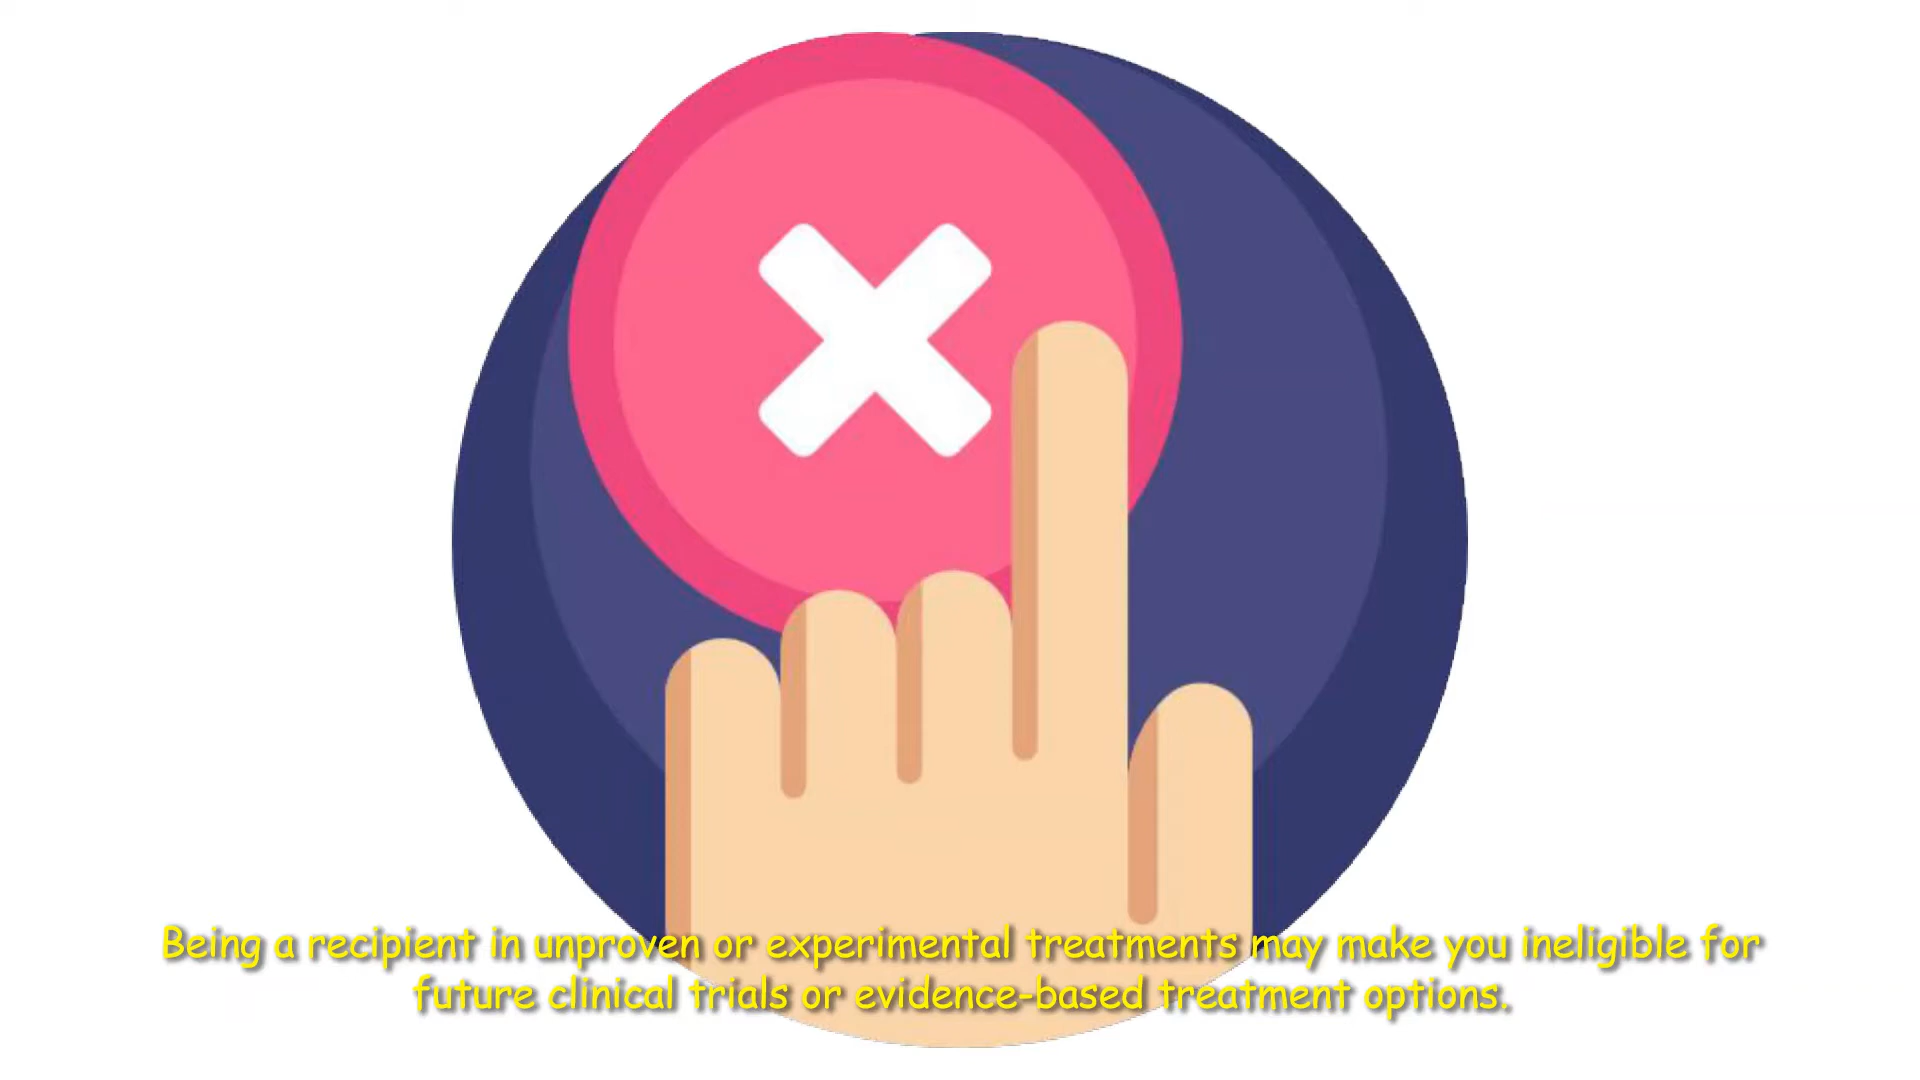 Being a recipient in unproven or experimental treatments may make you ineligible for
future clinical trials or evidence-based treatment options.